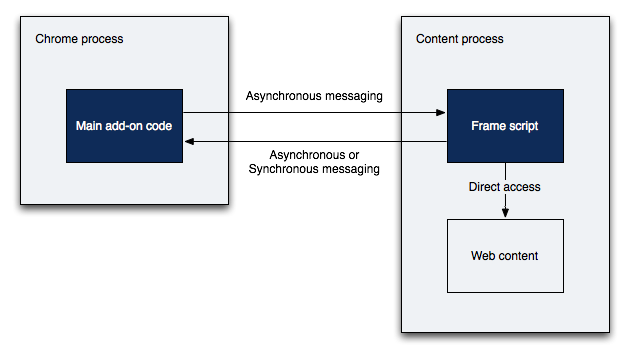 Chrome process
Main add-on code
Asynchronous messaging
Asynchronous or
Synchronous messaging
Content process
Frame script
Direct access
Web content